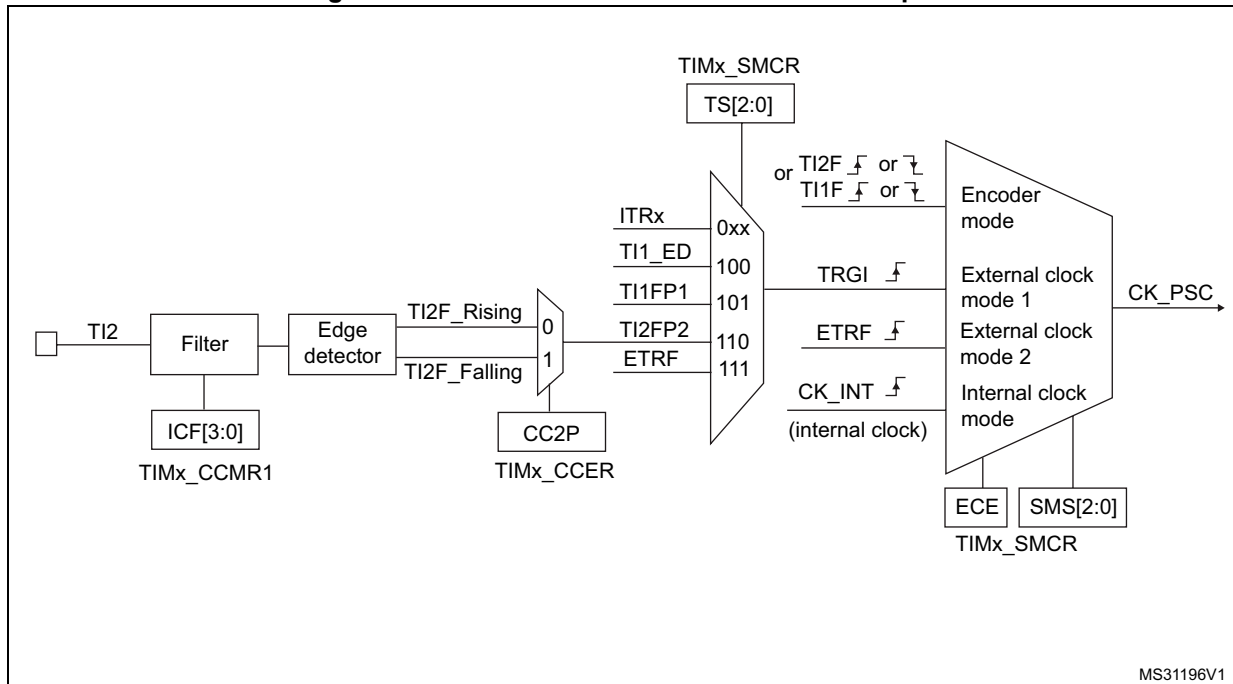 TIMx_SMCR
TS[2:0]
or TI2F or
TI1F or
Encoder
mode
ITRx
0xx
TI1_ED
100
TRGI
External clock
mode 1
CK_PSC
TI1FP1
101
TI2
Filter
Edge
detector
TI2F_Rising
0
TI2F_Falling
1
TI2FP2
110
ETRF
111
ETRF
External clock
mode 2
CK_INT
(internal clock)
Internal clock
mode
ICF[3:0]
TIMx_CCMR1
CC2P
TIMx_CCER
ECE
SMS[2:0]
TIMx_SMCR
MS31196V1